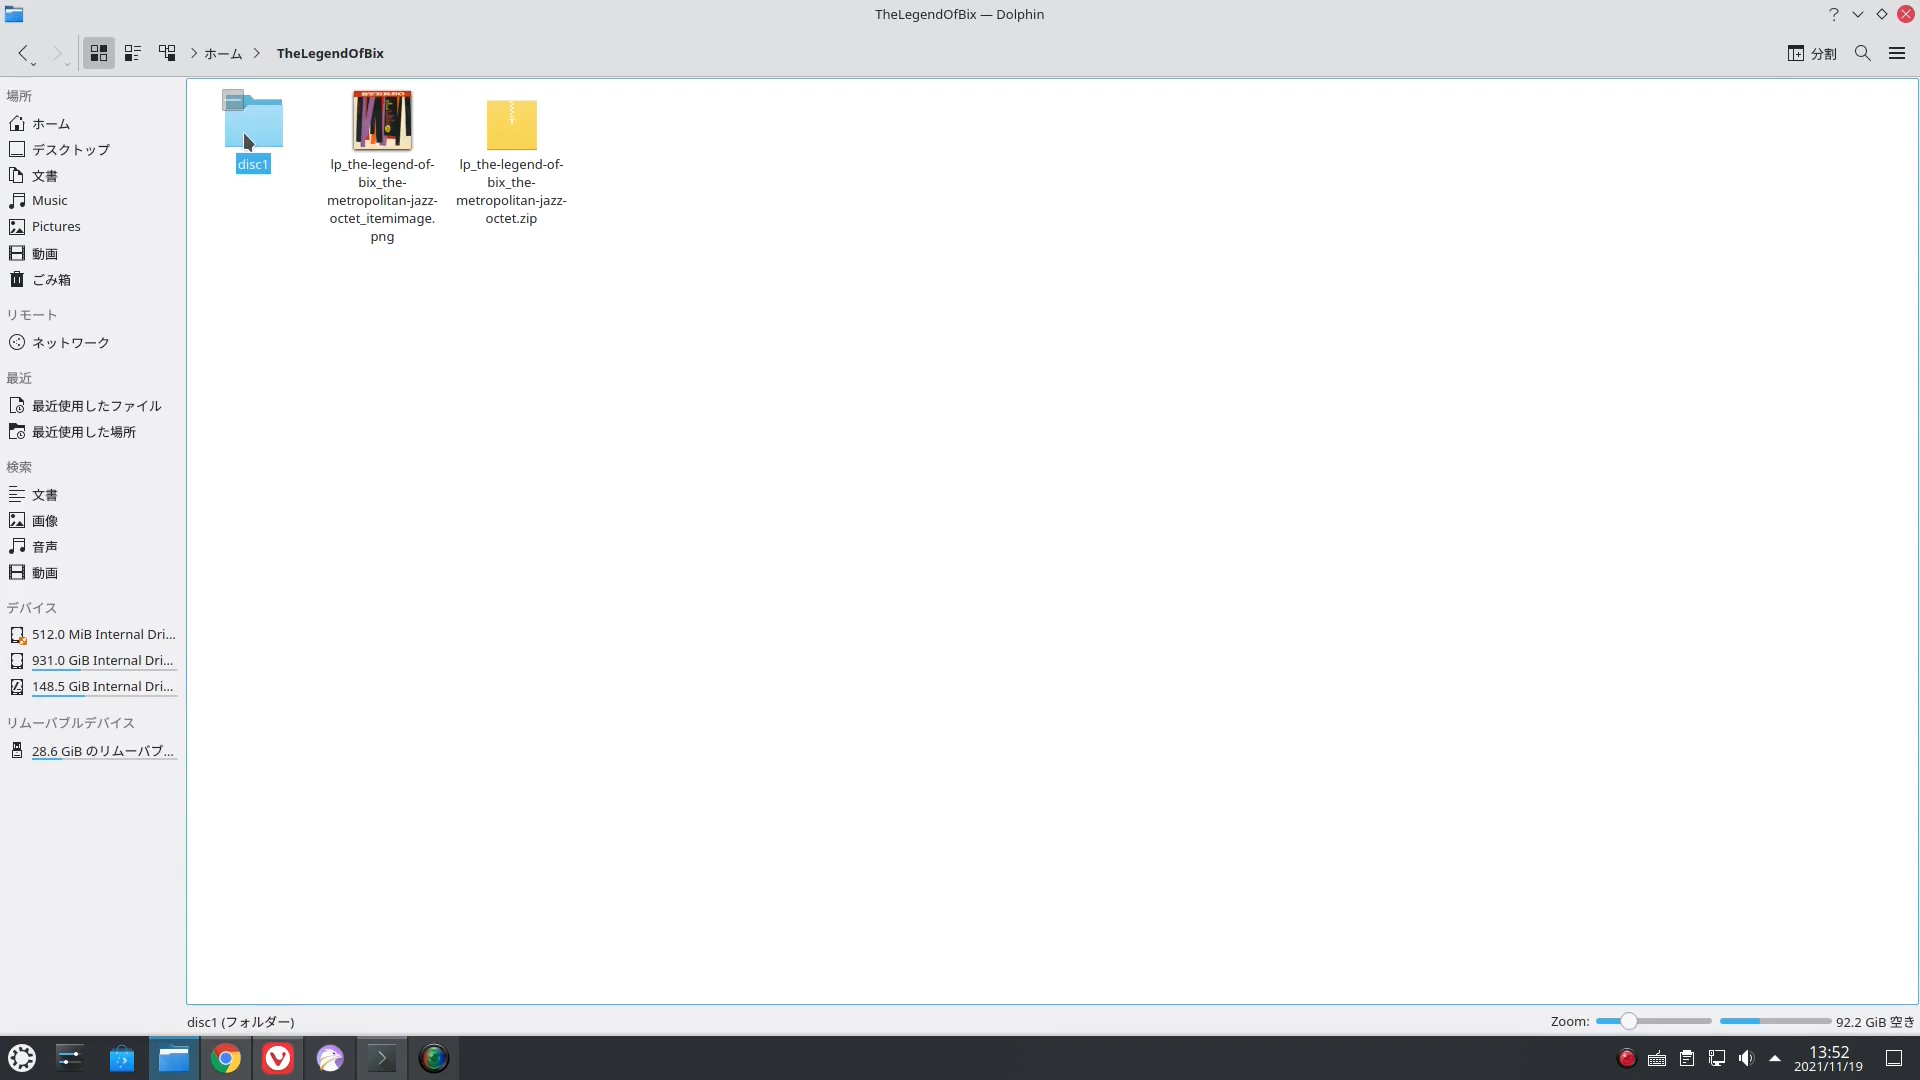 TheLegendOfBix — Dolphin
ホーム
TheLegendOfBix
分割
場所
ホーム
デスクトップ
文書
Music
Pictures
動画
ごみ箱
リモート
ネットワーク
最近
最近使用したファイル
最近使用した場所
検索
文書
画像
音声
動画
デバイス
512.0 MiB Internal Dri...
931.0 GiB Internal Dri...
148.5 GiB Internal Dri...
リムーバブルデバイス
28.6 GiB のリムーバブ...
disc1
lp_the-legend-of-
bix_the-
metropolitan-jazz-
octet_itemimage.
png
lp_the-legend-of-
bix_the-
metropolitan-jazz-
octet.zip
STEREO
disc1 (フォルダー)
Zoom:
92.2 GiB 空き
13:52
2021/11/19